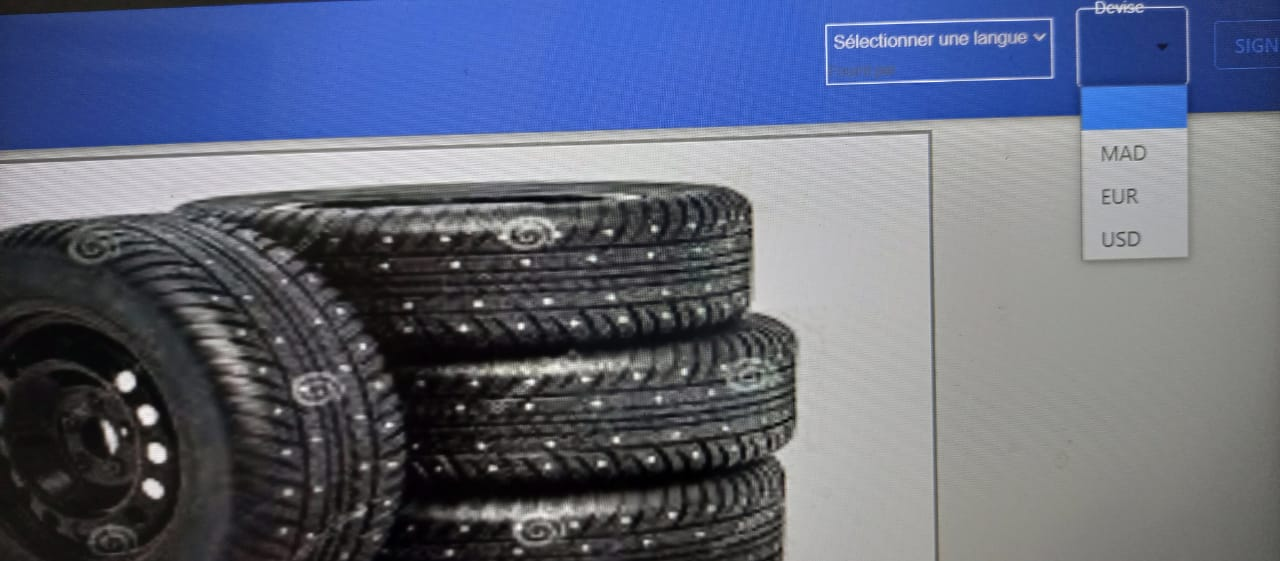 Devise
Sélectionner une langue
SIGN
MAD
EUR
USD